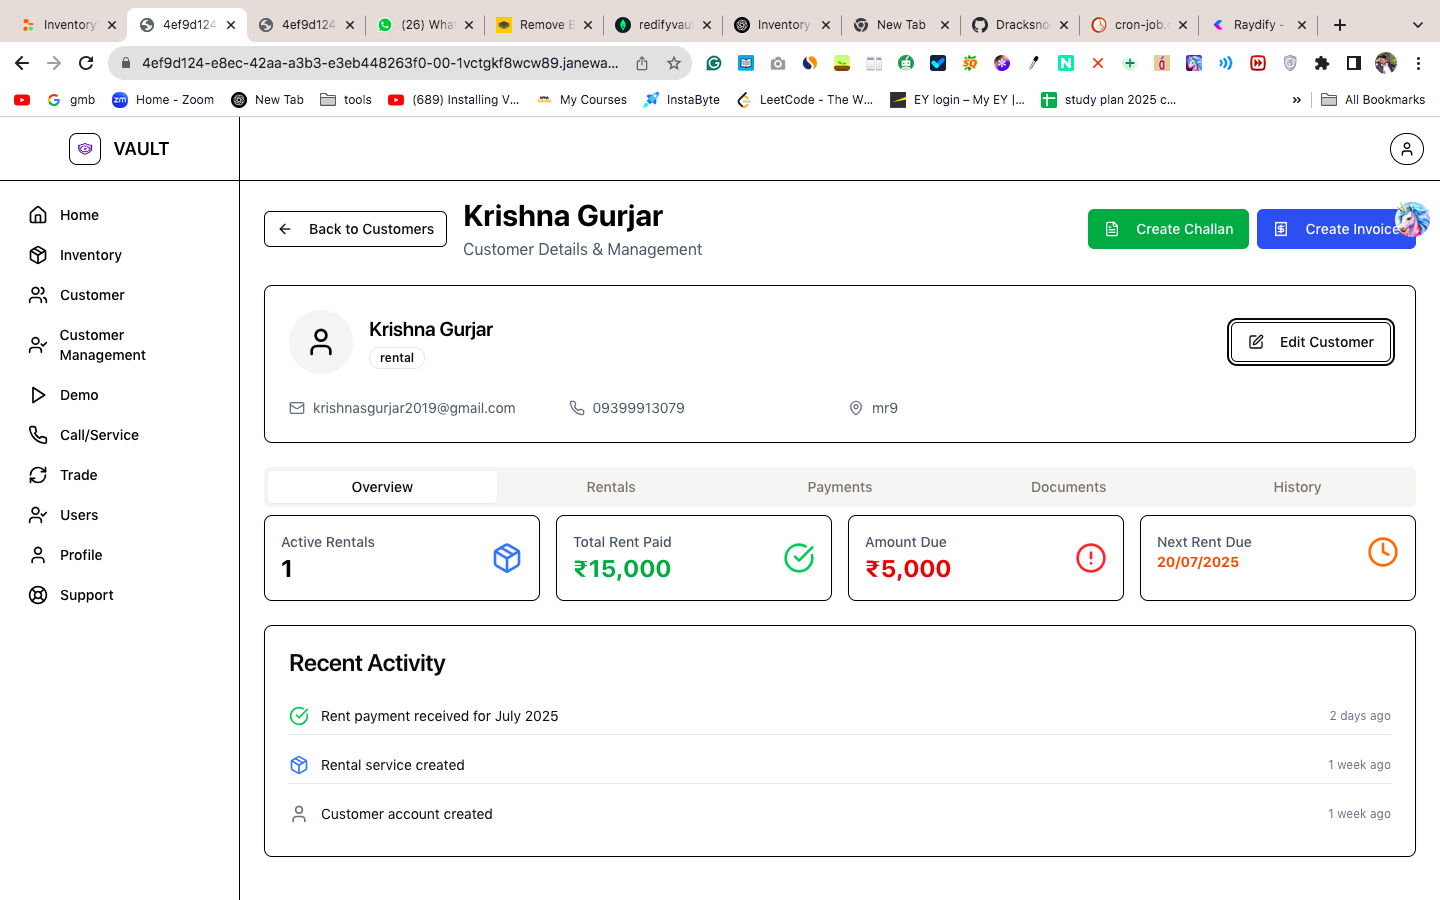 Inventory
4ef9d124
4ef9d124
(26) Wha
Remove B
redifyvau
Inventory
New Tab
Dracksno
cron-job.
Raydify -
4ef9d124-e8ec-42aa-a3b3-e3eb448263f0-00-1vctgkf8wcw89.janewa...
gmb
Home - Zoom
New Tab
tools
(689) Installing V...
My Courses
InstaByte
LeetCode - The W...
EY login – My EY |...
study plan 2025 c...
»
All Bookmarks
VAULT
Home
Inventory
Customer
Customer
Management
Demo
Call/Service
Trade
Users
Profile
Support
Back to Customers
Krishna Gurjar
Customer Details & Management
Create Challan
Create Invoice
Krishna Gurjar
rental
Edit Customer
krishnasgurjar2019@gmail.com
09399913079
mr9
Overview
Rentals
Payments
Documents
History
Active Rentals
1
Total Rent Paid
₹15,000
Amount Due
₹5,000
Next Rent Due
20/07/2025
Recent Activity
Rent payment received for July 2025
2 days ago
Rental service created
1 week ago
Customer account created
1 week ago